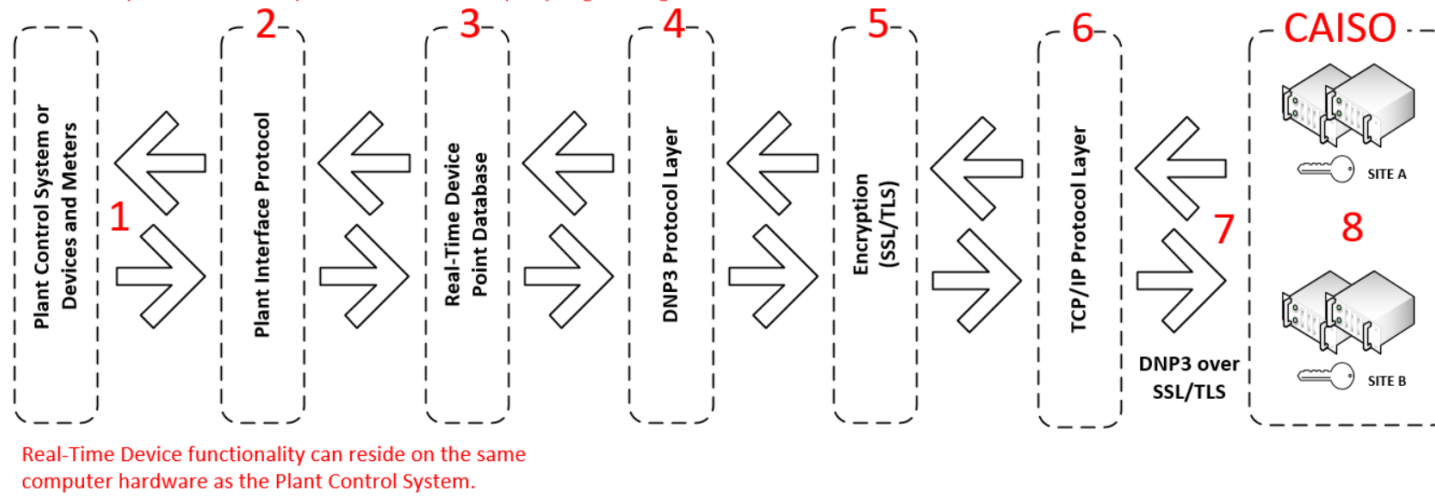 2
3
4
5
6
CAISO
Plant Control System or
Devices and Meters
1
Plant Interface Protocol
Real-Time Device
Point Database
DNP3 Protocol Layer
Encryption
(SSL/TLS)
TCP/IP Protocol Layer
7
DNP3 over
SSL/TLS
SITE A
8
SITE B
Real-Time Device functionality can reside on the same
computer hardware as the Plant Control System.